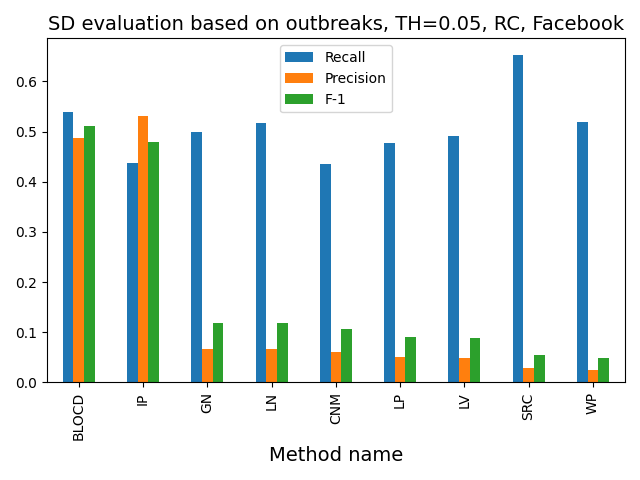 SD evaluation based on outbreaks, TH=0.05, RC, Facebook
Recall
Precision
F-1
0.6
0.5
0.4
0.3
0.2
0.1
0.0
BLOCD
IP
GN
LN
CNM
LP
LV
SRC
WP
Method name